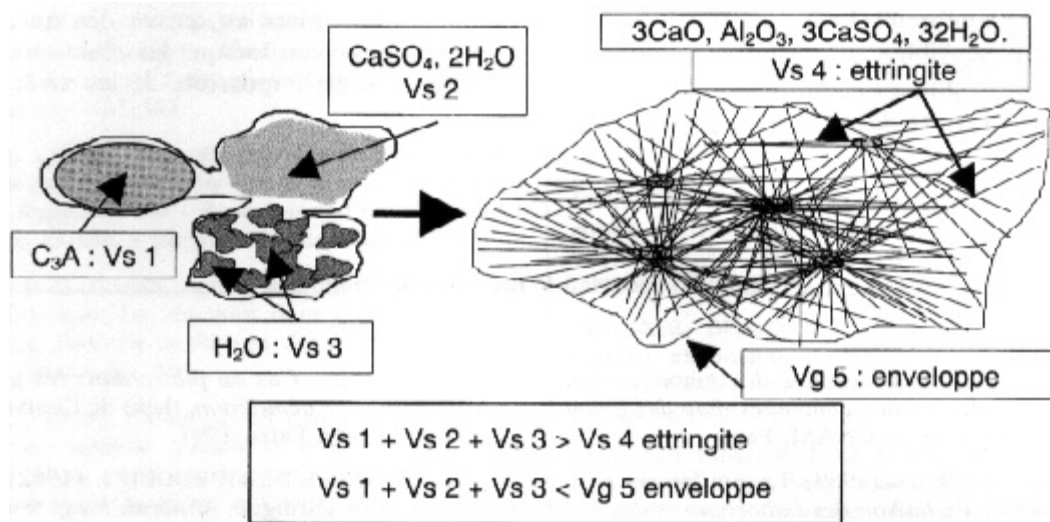 CaSO₄, 2H₂O
Vs 2
3CaO, Al₂O₃, 3CaSO₄, 32H₂O.
Vs 4 : ettringite
C₃A : Vs 1
H₂O : Vs 3
Vg 5 : enveloppe
Vs 1 + Vs 2 + Vs 3 > Vs 4 ettringite
Vs 1 + Vs 2 + Vs 3 < Vg 5 enveloppe